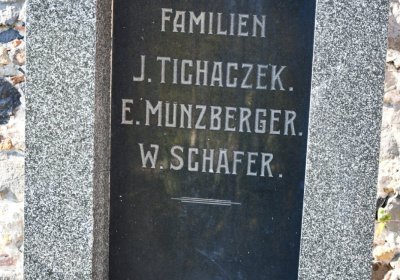 FAMILIEN
J. TICHACZEK.
E. MUNZBERGER.
W. SCHAFER.